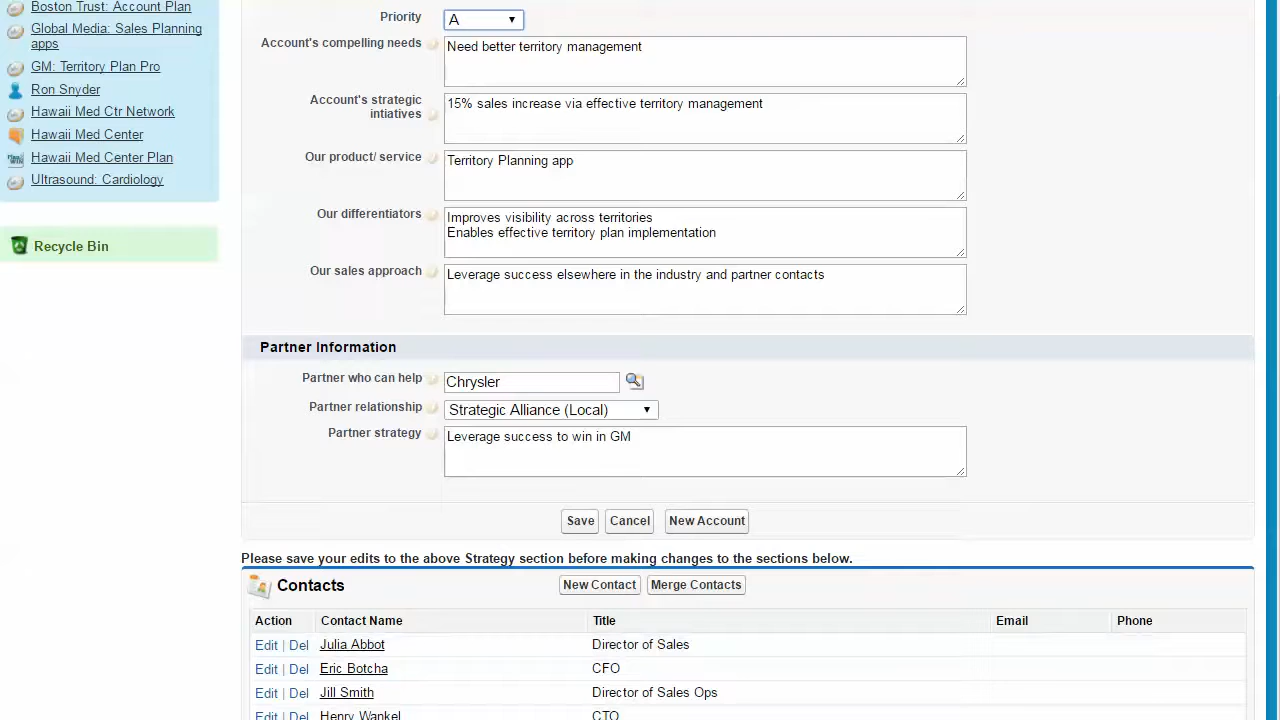 Boston Trust: Account Plan
Global Media: Sales Planning
apps
GM: Territory Plan Pro
Ron Snyder
Hawaii Med Ctr Network
Hawaii Med Center
Hawaii Med Center Plan
Ultrasound: Cardiology
Recycle Bin
Priority A
Account's compelling needs Need better territory management
Account's strategic
intiatives 15% sales increase via effective territory management
Our product/ service Territory Planning app
Our differentiators Improves visibility across territories
Enables effective territory plan implementation
Our sales approach Leverage success elsewhere in the industry and partner contacts
Partner Information
Partner who can help Chrysler
Partner relationship Strategic Alliance (Local)
Partner strategy Leverage success to win in GM
Save Cancel New Account
Please save your edits to the above Strategy section before making changes to the sections below.
Contacts New Contact Merge Contacts
Action Contact Name Title Email Phone
Edit | Del Julia Abbot Director of Sales
Edit | Del Eric Botcha CFO
Edit | Del Jill Smith Director of Sales Ops
Edit | Del Henry Wankel CTO